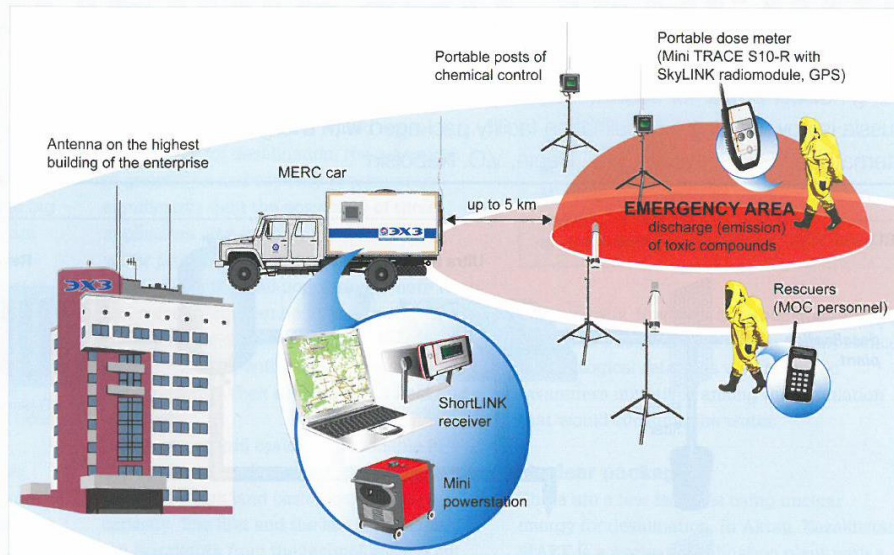 Portable dose meter
(Mini TRACE S10-R with
SkyLINK radiomodule, GPS)
Portable posts of
chemical control
Antenna on the highest
building of the enterprise
MERC car
up to 5 km
EMERGENCY AREA
discharge (emission)
of toxic compounds
ЭХЗ
ЭХЗ
Rescuers
(MOC personnel)
ShortLINK
receiver
Mini
powerstation